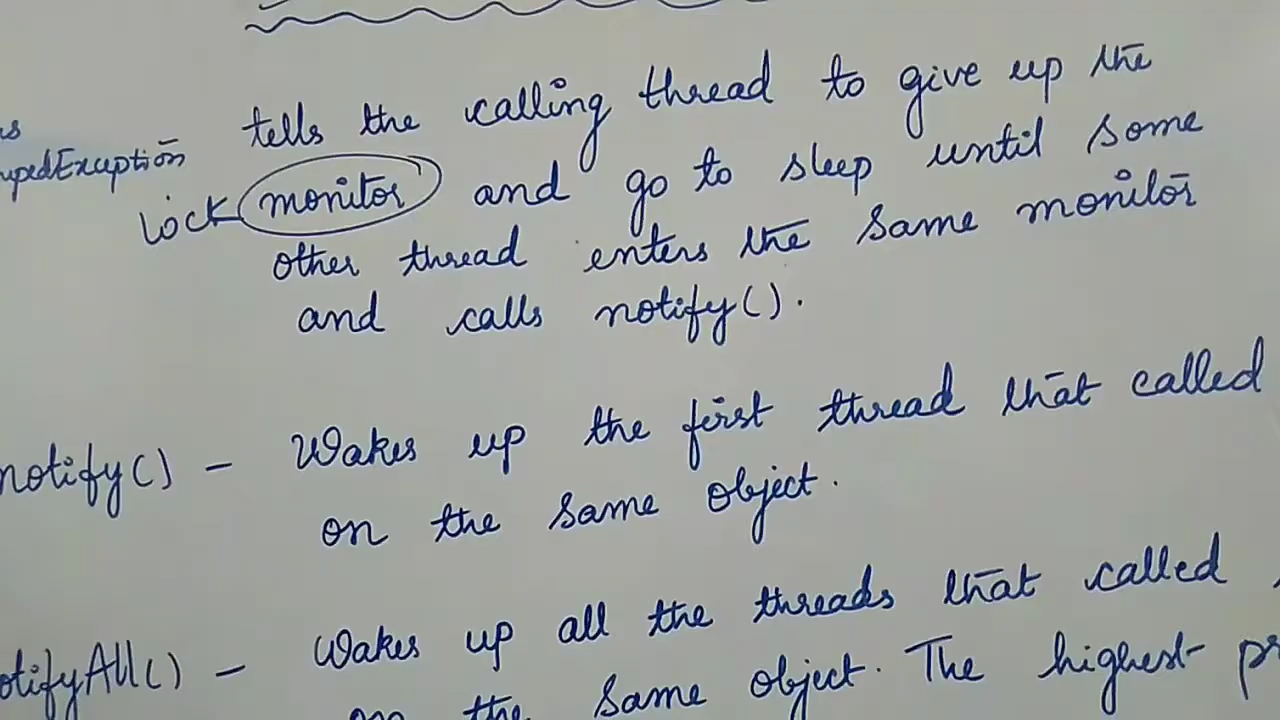 tells the calling thread to give up the
lock monitor and go to sleep until some
other thread enters the same monitor
and calls notify().
notify() - Wakes up the first thread that called
on the same object.
Wakes up all the threads that called
on the same object. The highest